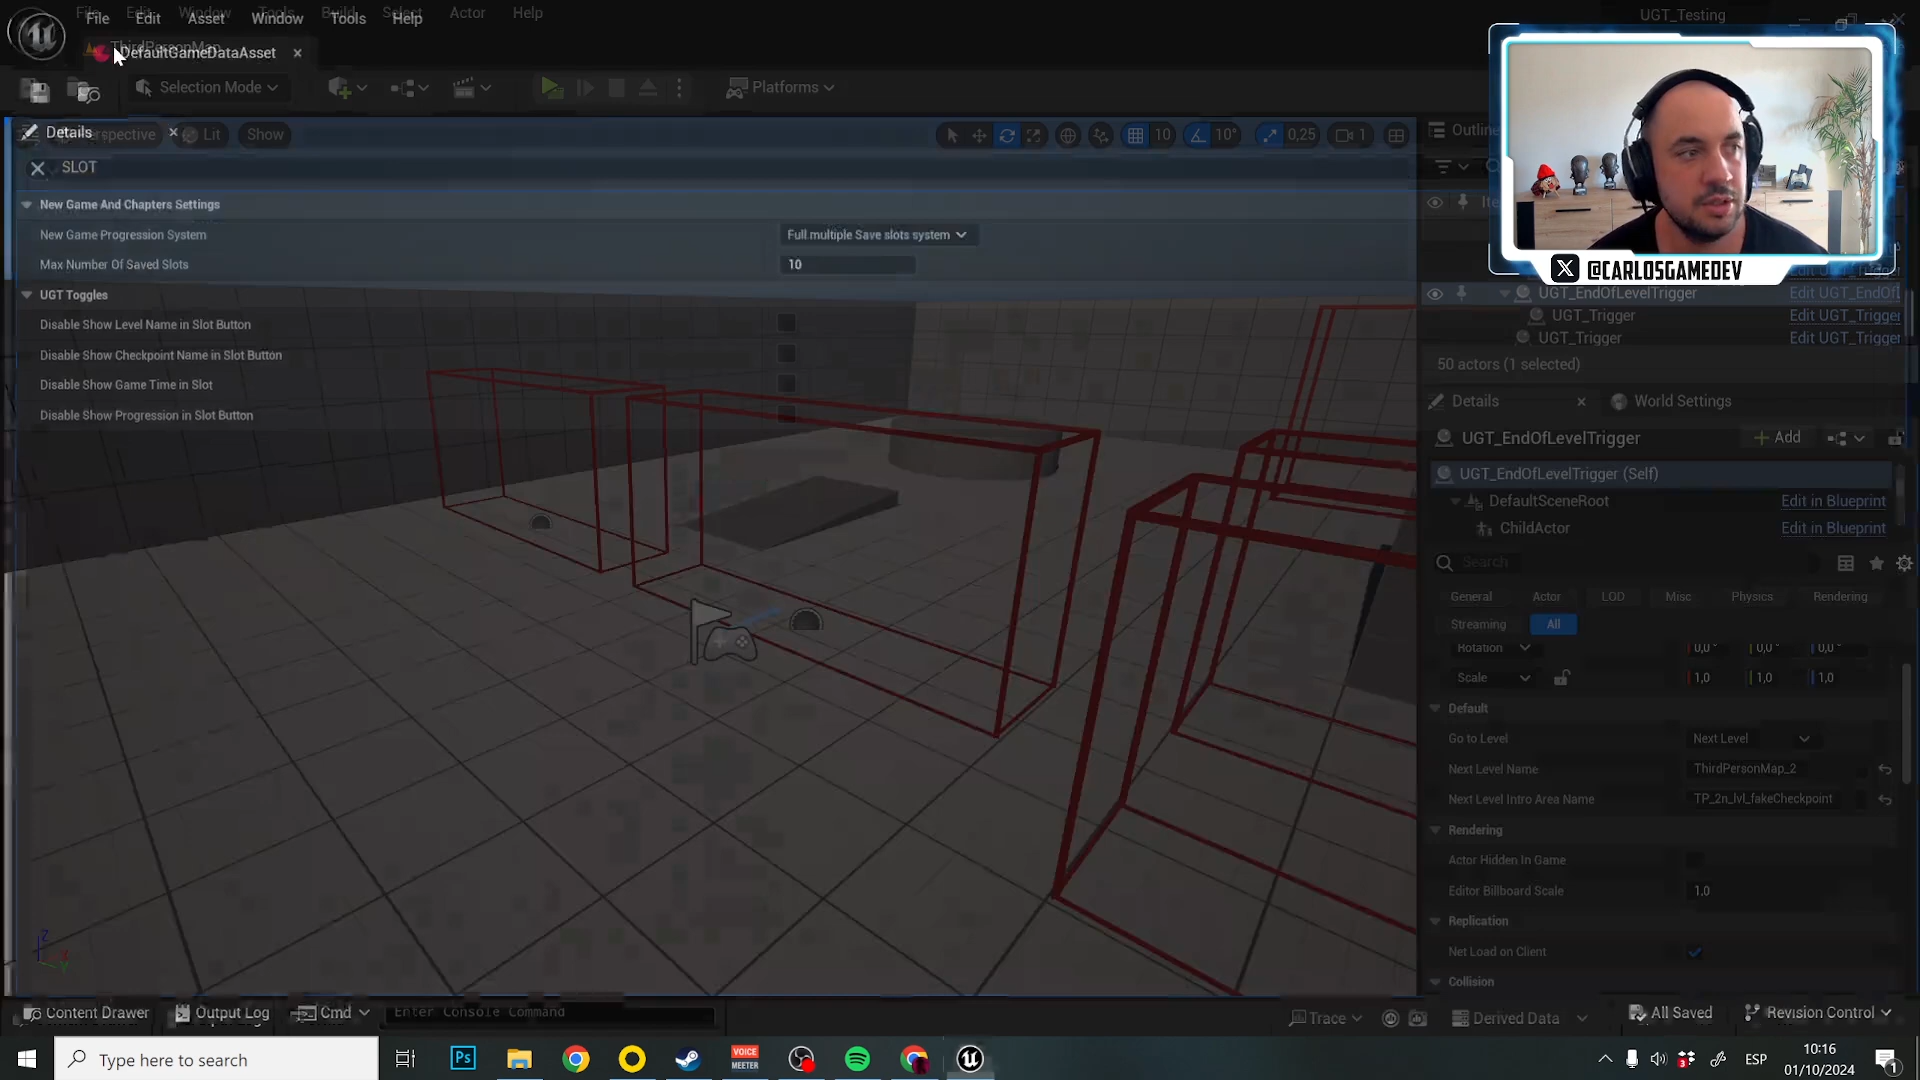 File Edit Window Tools Build Select Actor Help
File Edit Asset Window Tools Help
UGT_Testing
ThirdPersonMap
DefaultGameDataAsset
Selection Mode
Platforms
Details
Perspective
Lit
Show
10
10°
0,25
1
SLOT
New Game And Chapters Settings
New Game Progression System
Full multiple Save slots system
Max Number Of Saved Slots
10
UGT Toggles
Disable Show Level Name in Slot Button
Disable Show Checkpoint Name in Slot Button
Disable Show Game Time in Slot
Disable Show Progression in Slot Button
@CARLOSGAMEDEV
UGT_EndOfLevelTrigger
UGT_Trigger
Edit UGT_Trigger
UGT_Trigger
Edit UGT_Trigger
50 actors (1 selected)
Details
World Settings
UGT_EndOfLevelTrigger
Add
UGT_EndOfLevelTrigger (Self)
DefaultSceneRoot
Edit in Blueprint
ChildActor
Edit in Blueprint
Search
General
Actor
LOD
Misc
Physics
Rendering
Streaming
All
Rotation
0,0°
0,0°
0,0°
Scale
1,0
1,0
1,0
Default
Go to Level
Next Level
Next Level Name
ThirdPersonMap_2
Next Level Intro Area Name
TP_2n_lvl_fakeCheckpoint
Rendering
Actor Hidden In Game
Editor Billboard Scale
1,0
Replication
Net Load on Client
Collision
Z
Content Drawer
Output Log
Cmd
Enter Console Command
Trace
Derived Data
All Saved
Revision Control
Type here to search
Ps
VOICE
MEETER
ESP
10:16
01/10/2024
1